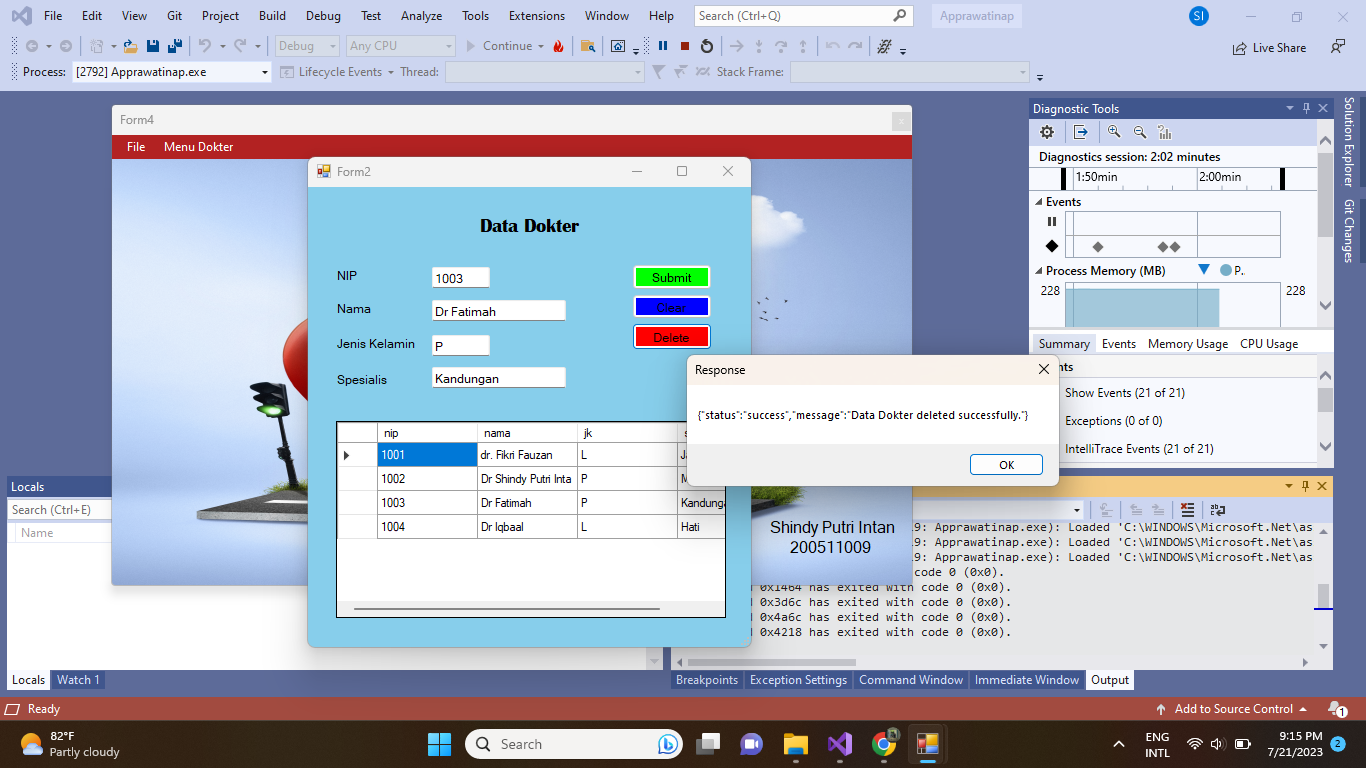 File Edit View Git Project Build Debug Test Analyze Tools Extensions Window Help Search (Ctrl+Q) Apprawatinap SI
Debug Any CPU Continue Live Share
Process: [2792] Apprawatinap.exe Lifecycle Events Thread: Stack Frame:
Form4
File Menu Dokter
Form2
Data Dokter
NIP 1003 Submit
Nama Dr Fatimah Clear
Jenis Kelamin P Delete
Spesialis Kandungan
nip nama jk
1001 dr. Fikri Fauzan L
1002 Dr Shindy Putri Inta P
1003 Dr Fatimah P Kandunga
1004 Dr Iqbaal L Hati
Response
{"status":"success","message":"Data Dokter deleted successfully."}
OK
Shindy Putri Intan
200511009
Diagnostic Tools
Diagnostics session: 2:02 minutes
1:50min 2:00min
Events
Process Memory (MB) P..
228 228
Summary Events Memory Usage CPU Usage
nts
Show Events (21 of 21)
Exceptions (0 of 0)
IntelliTrace Events (21 of 21)
Solution Explorer
Git Changes
Locals
Search (Ctrl+E)
Name
Locals Watch 1
19: Apprawatinap.exe): Loaded 'C:\WINDOWS\Microsoft.Net\as
19: Apprawatinap.exe): Loaded 'C:\WINDOWS\Microsoft.Net\as
19: Apprawatinap.exe): Loaded 'C:\WINDOWS\Microsoft.Net\as
code 0 (0x0).
0x1464 has exited with code 0 (0x0).
0x3d6c has exited with code 0 (0x0).
0x4a6c has exited with code 0 (0x0).
0x4218 has exited with code 0 (0x0).
Breakpoints Exception Settings Command Window Immediate Window Output
Ready Add to Source Control 1
82°F
Partly cloudy
Search
ENG
INTL
9:15 PM
7/21/2023
2